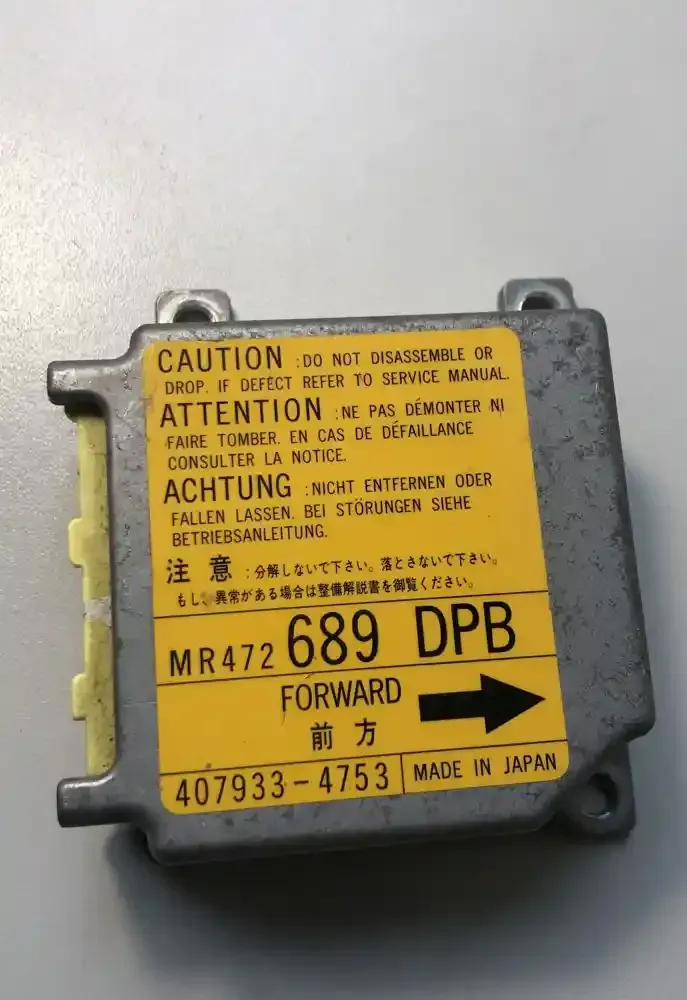 CAUTION :DO NOT DISASSEMBLE OR
DROP. IF DEFECT REFER TO SERVICE MANUAL.
ATTENTION :NE PAS DÉMONTER NI
FAIRE TOMBER. EN CAS DE DÉFAILLANCE
CONSULTER LA NOTICE.
ACHTUNG :NICHT ENTFERNEN ODER
FALLEN LASSEN. BEI STÖRUNGEN SIEHE
BETRIEBSANLEITUNG.
注意 :分解しないで下さい。落とさないで下さい。
もし、異常がある場合は整備解説書を御覧ください。
MR472 689 DPB
FORWARD
前方
407933-4753 MADE IN JAPAN